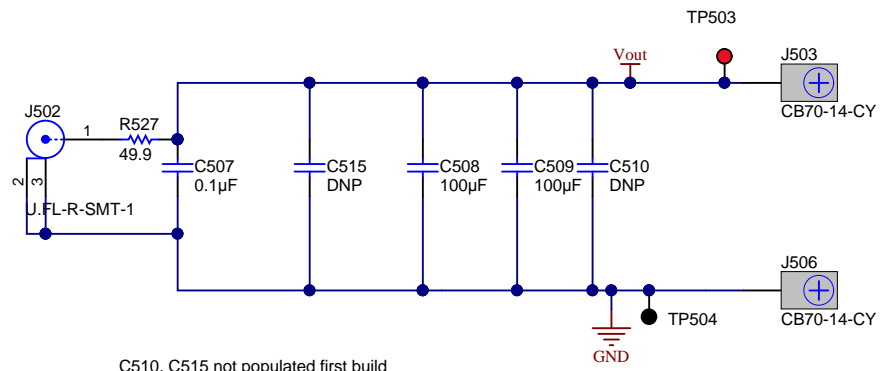 TP503
Vout
J503
CB70-14-CY
J502
1
R527
49.9
2
3
U.FL-R-SMT-1
C507
0.1µF
C515
DNP
C508
100µF
C509
100µF
C510
DNP
J506
CB70-14-CY
TP504
GND
C510, C515 not populated first build